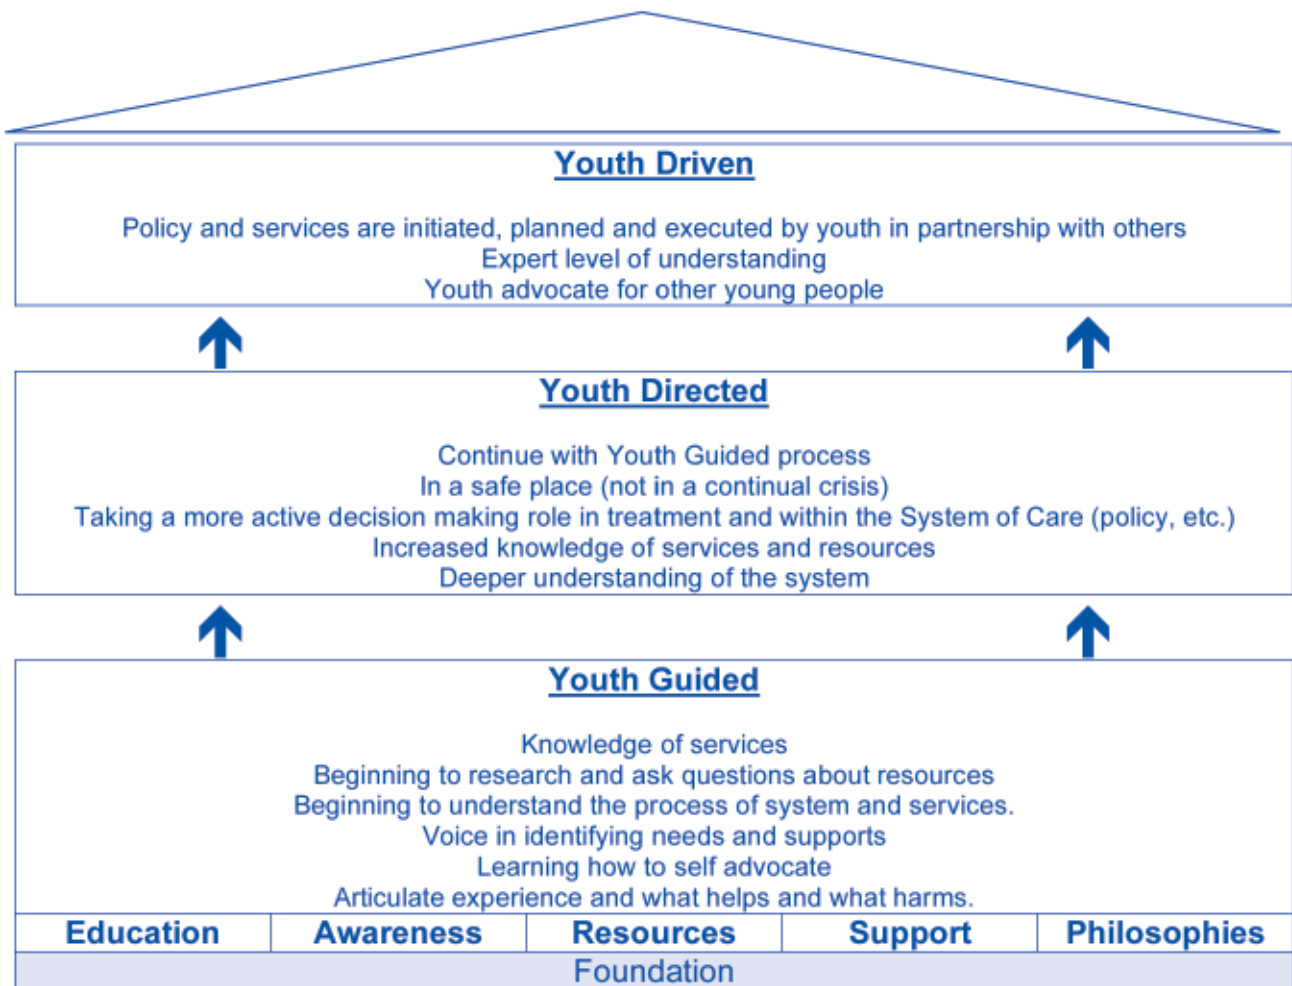 Youth Driven
Policy and services are initiated, planned and executed by youth in partnership with others
Expert level of understanding
Youth advocate for other young people
Youth Directed
Continue with Youth Guided process
In a safe place (not in a continual crisis)
Taking a more active decision making role in treatment and within the System of Care (policy, etc.)
Increased knowledge of services and resources
Deeper understanding of the system
Youth Guided
Knowledge of services
Beginning to research and ask questions about resources
Beginning to understand the process of system and services.
Voice in identifying needs and supports
Learning how to self advocate
Articulate experience and what helps and what harms.
Education Awareness Resources Support Philosophies
Foundation